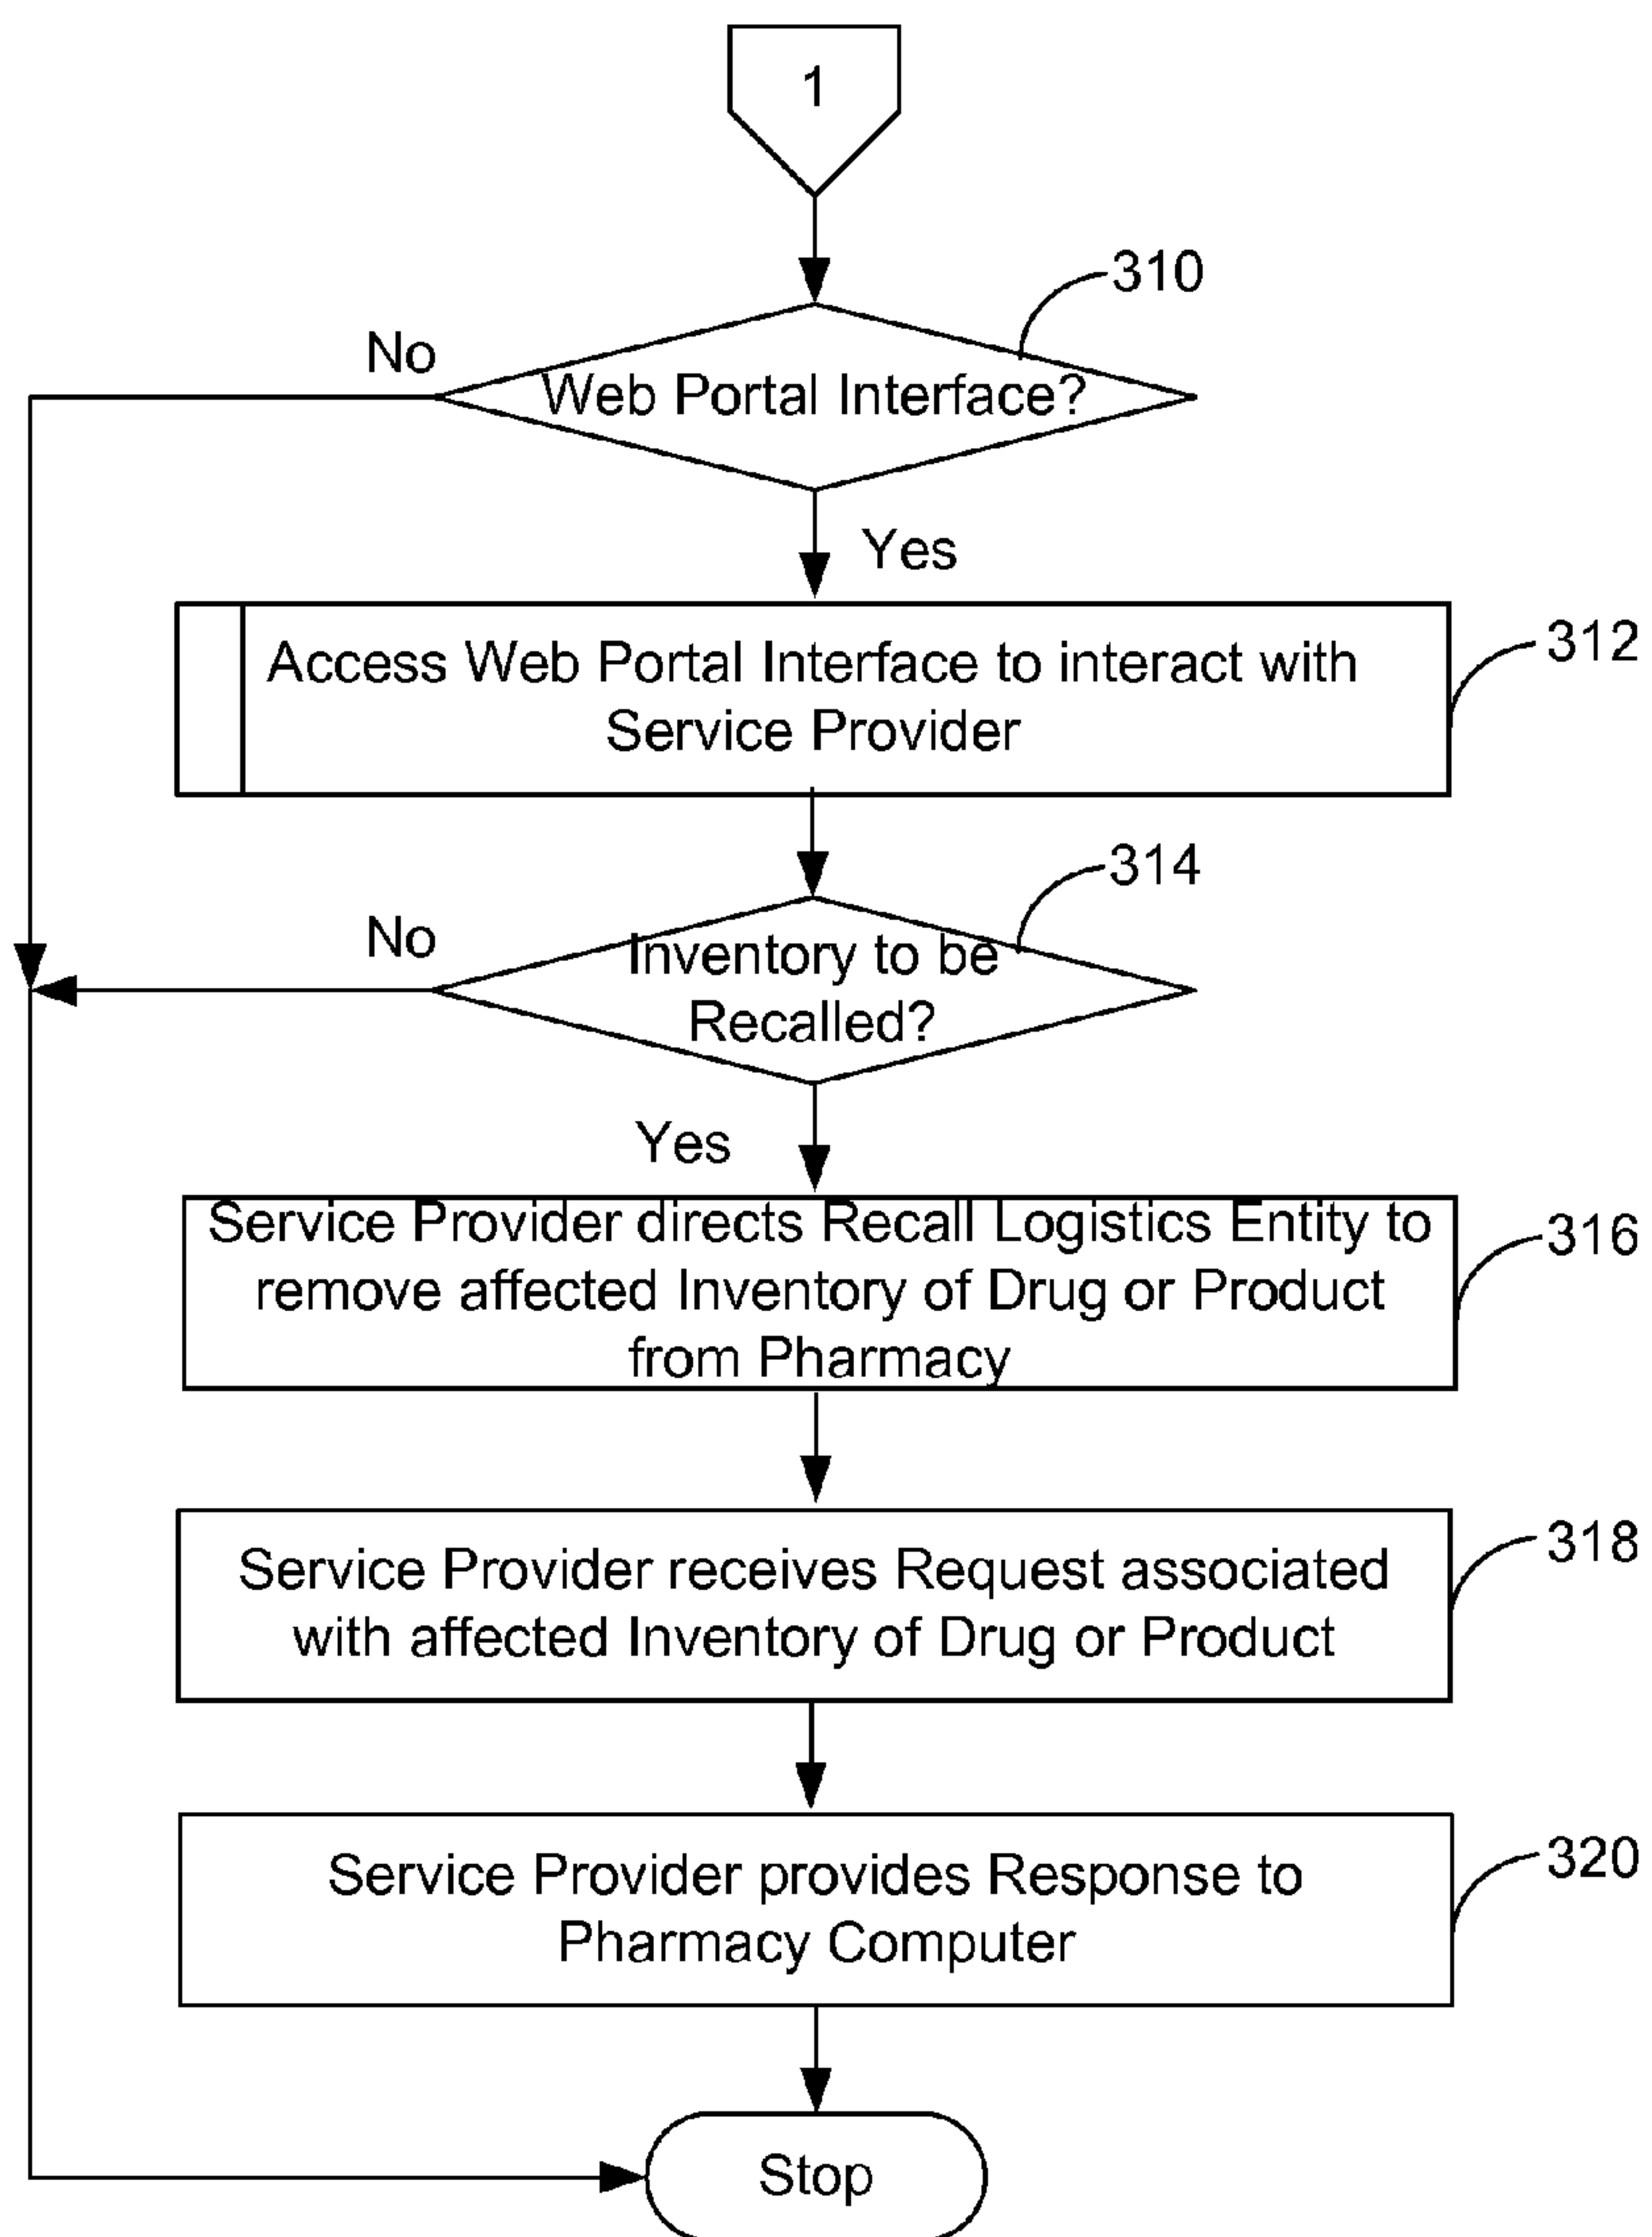 1
310
No
Web Portal Interface?
Yes
312
Access Web Portal Interface to interact with
Service Provider
314
No
Inventory to be
Recalled?
Yes
Service Provider directs Recall Logistics Entity to
316
remove affected Inventory of Drug or Product
from Pharmacy
318
Service Provider receives Request associated
with affected Inventory of Drug or Product
320
Service Provider provides Response to
Pharmacy Computer
Stop